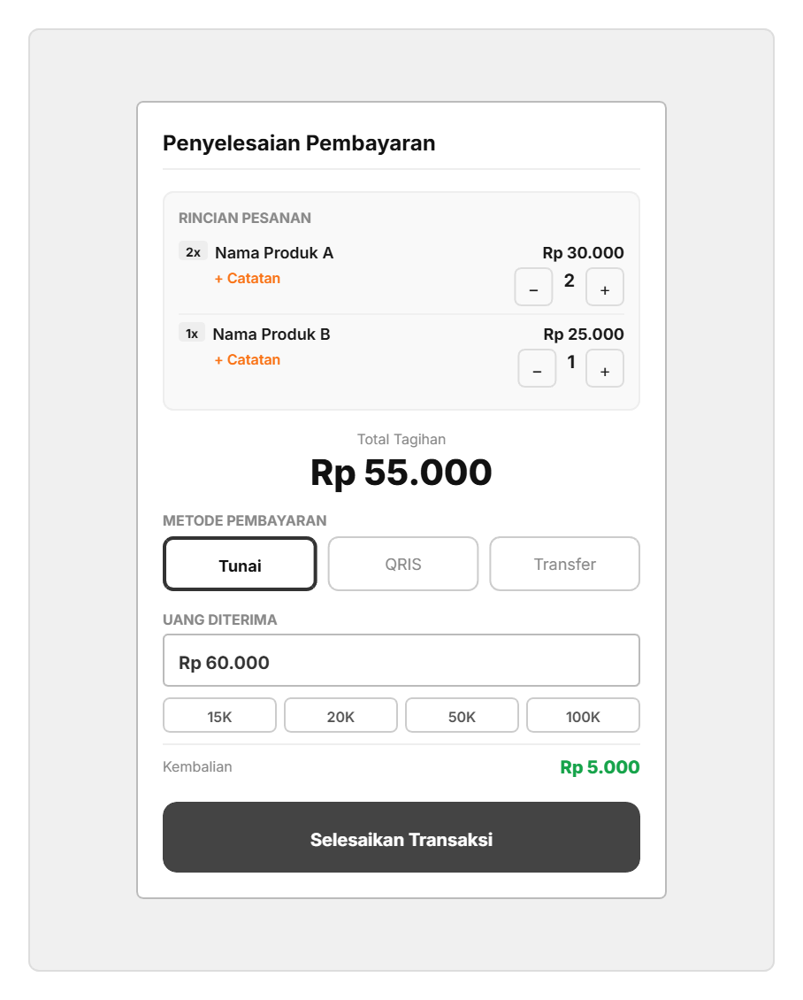 Penyelesaian Pembayaran
RINCIAN PESANAN
2x Nama Produk A Rp 30.000
+ Catatan − 2 +
1x Nama Produk B Rp 25.000
+ Catatan − 1 +
Total Tagihan
Rp 55.000
METODE PEMBAYARAN
Tunai QRIS Transfer
UANG DITERIMA
Rp 60.000
15K 20K 50K 100K
Kembalian Rp 5.000
Selesaikan Transaksi